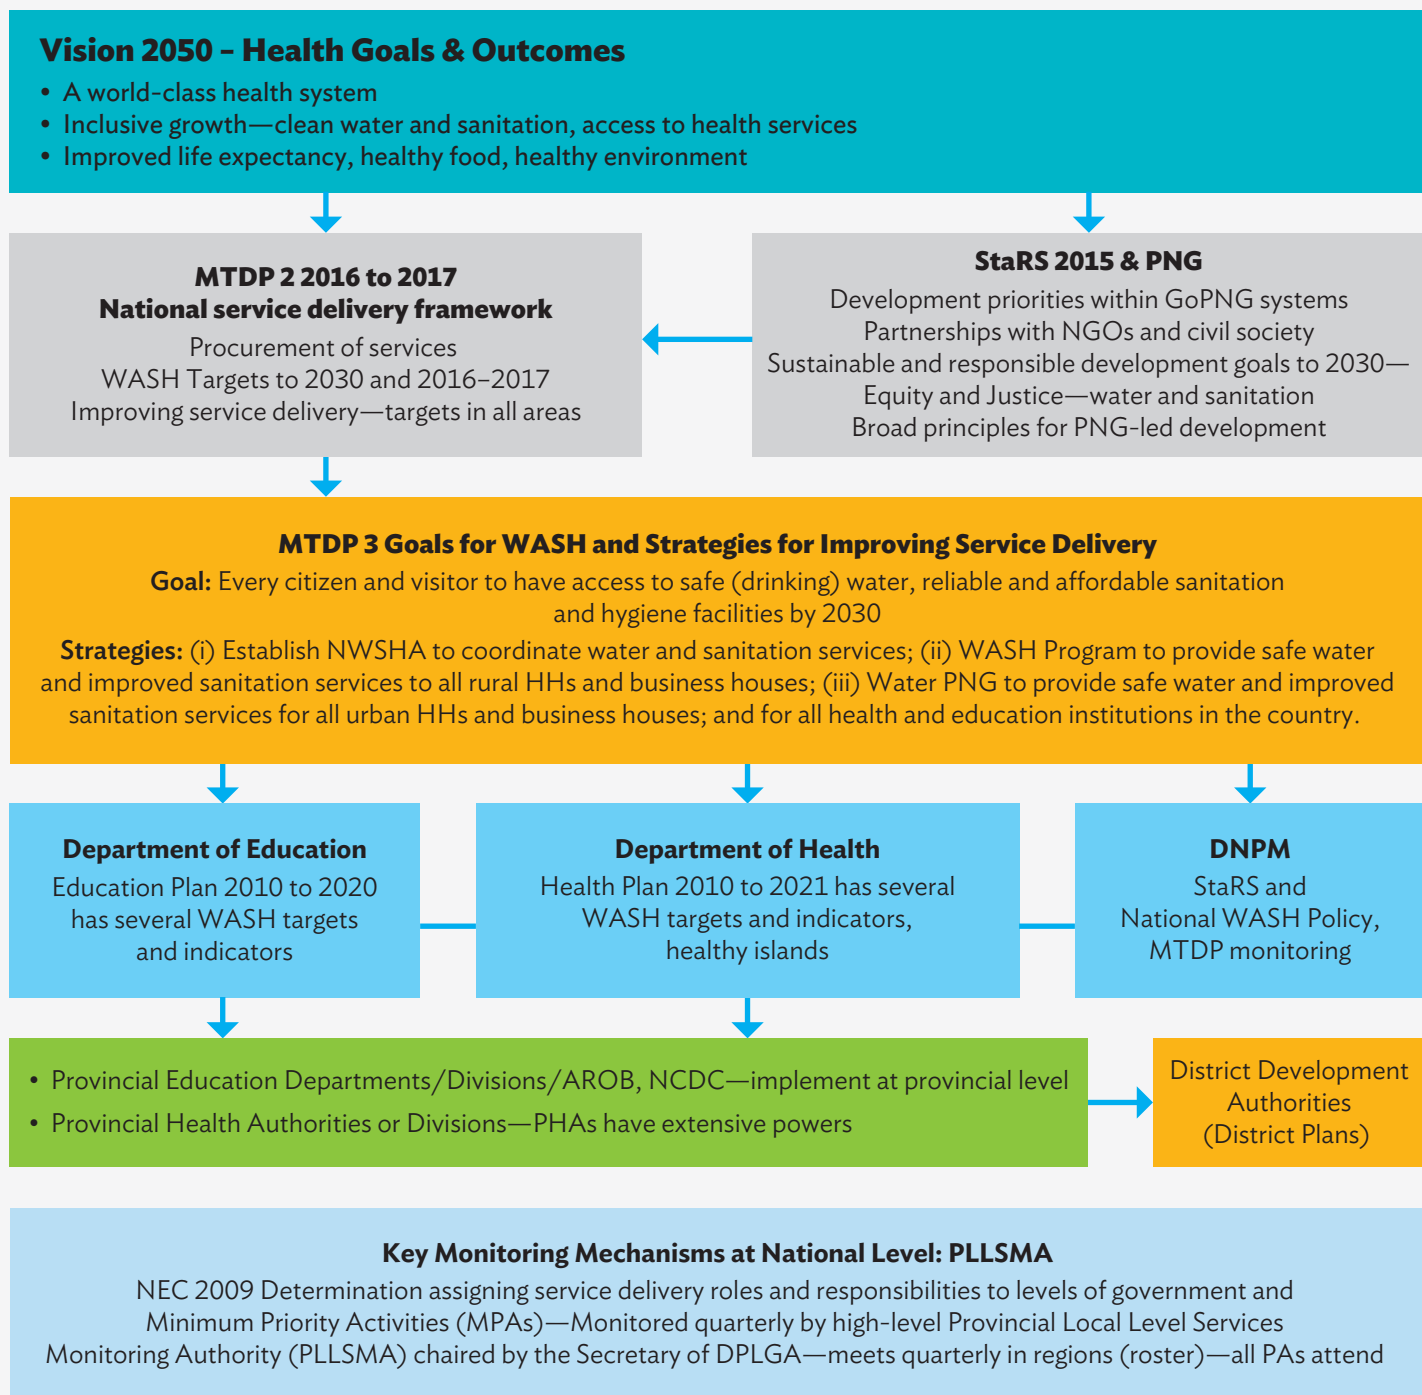 Vision 2050 – Health Goals & Outcomes
• A world-class health system
• Inclusive growth—clean water and sanitation, access to health services
• Improved life expectancy, healthy food, healthy environment
MTDP 2 2016 to 2017
National service delivery framework
Procurement of services
WASH Targets to 2030 and 2016–2017
Improving service delivery—targets in all areas
StaRS 2015 & PNG
Development priorities within GoPNG systems
Partnerships with NGOs and civil society
Sustainable and responsible development goals to 2030—
Equity and Justice—water and sanitation
Broad principles for PNG-led development
MTDP 3 Goals for WASH and Strategies for Improving Service Delivery
Goal: Every citizen and visitor to have access to safe (drinking) water, reliable and affordable sanitation
and hygiene facilities by 2030
Strategies: (i) Establish NWSHA to coordinate water and sanitation services; (ii) WASH Program to provide safe water
and improved sanitation services to all rural HHs and business houses; (iii) Water PNG to provide safe water and improved
sanitation services for all urban HHs and business houses; and for all health and education institutions in the country.
Department of Education
Education Plan 2010 to 2020
has several WASH targets
and indicators
Department of Health
Health Plan 2010 to 2021 has several
WASH targets and indicators,
healthy islands
DNPM
StaRS and
National WASH Policy,
MTDP monitoring
• Provincial Education Departments/Divisions/AROB, NCDC—implement at provincial level
• Provincial Health Authorities or Divisions—PHAs have extensive powers
District Development
Authorities
(District Plans)
Key Monitoring Mechanisms at National Level: PLLSMA
NEC 2009 Determination assigning service delivery roles and responsibilities to levels of government and
Minimum Priority Activities (MPAs)—Monitored quarterly by high-level Provincial Local Level Services
Monitoring Authority (PLLSMA) chaired by the Secretary of DPLGA—meets quarterly in regions (roster)—all PAs attend